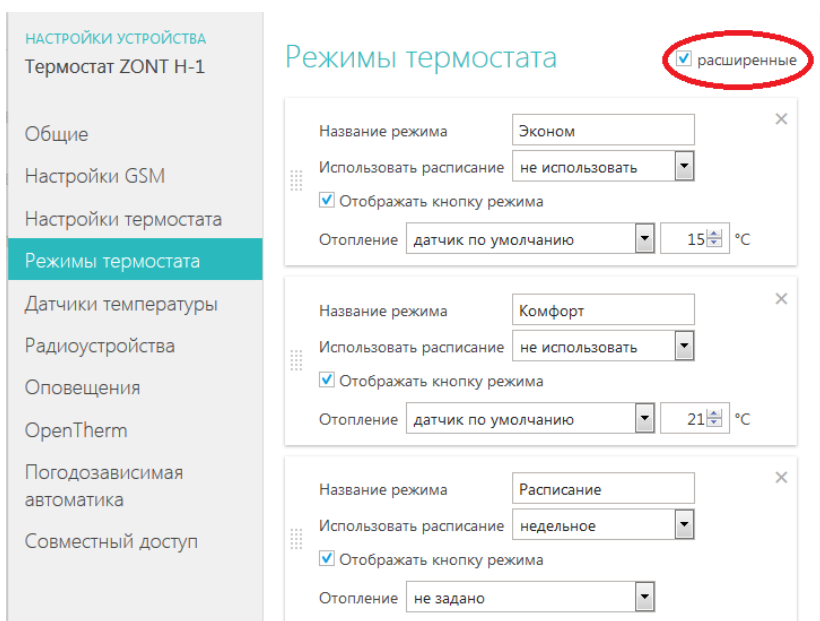 НАСТРОЙКИ УСТРОЙСТВА
Термостат ZONT H-1
Общие
Настройки GSM
Настройки термостата
Режимы термостата
Датчики температуры
Радиоустройства
Оповещения
OpenTherm
Погодозависимая
автоматика
Совместный доступ
Режимы термостата
расширенные
Название режима Эконом
Использовать расписание не использовать
Отображать кнопку режима
Отопление датчик по умолчанию 15 °C
Название режима Комфорт
Использовать расписание не использовать
Отображать кнопку режима
Отопление датчик по умолчанию 21 °C
Название режима Расписание
Использовать расписание недельное
Отображать кнопку режима
Отопление не задано